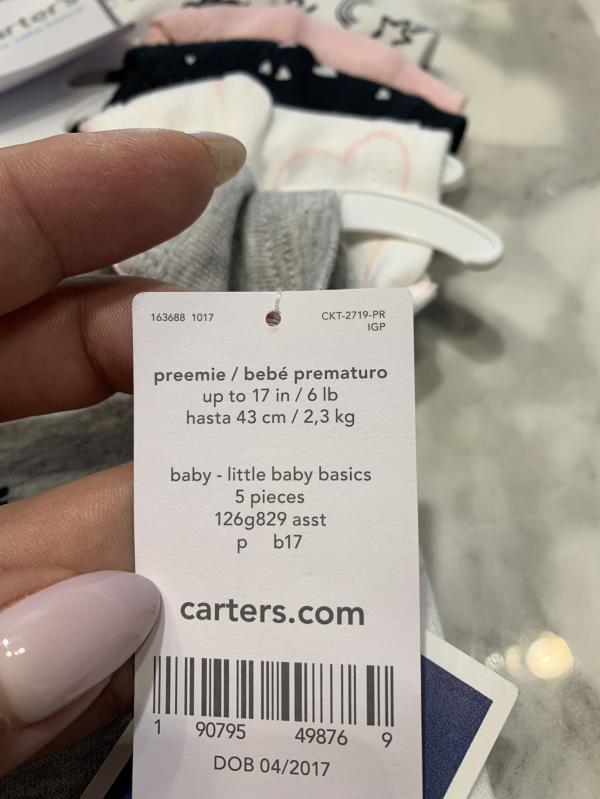 163688 1017
CKT-2719-PR
IGP
preemie / bebé prematuro
up to 17 in / 6 lb
hasta 43 cm / 2,3 kg
baby - little baby basics
5 pieces
126g829 asst
p b17
carters.com
1 90795 49876 9
DOB 04/2017